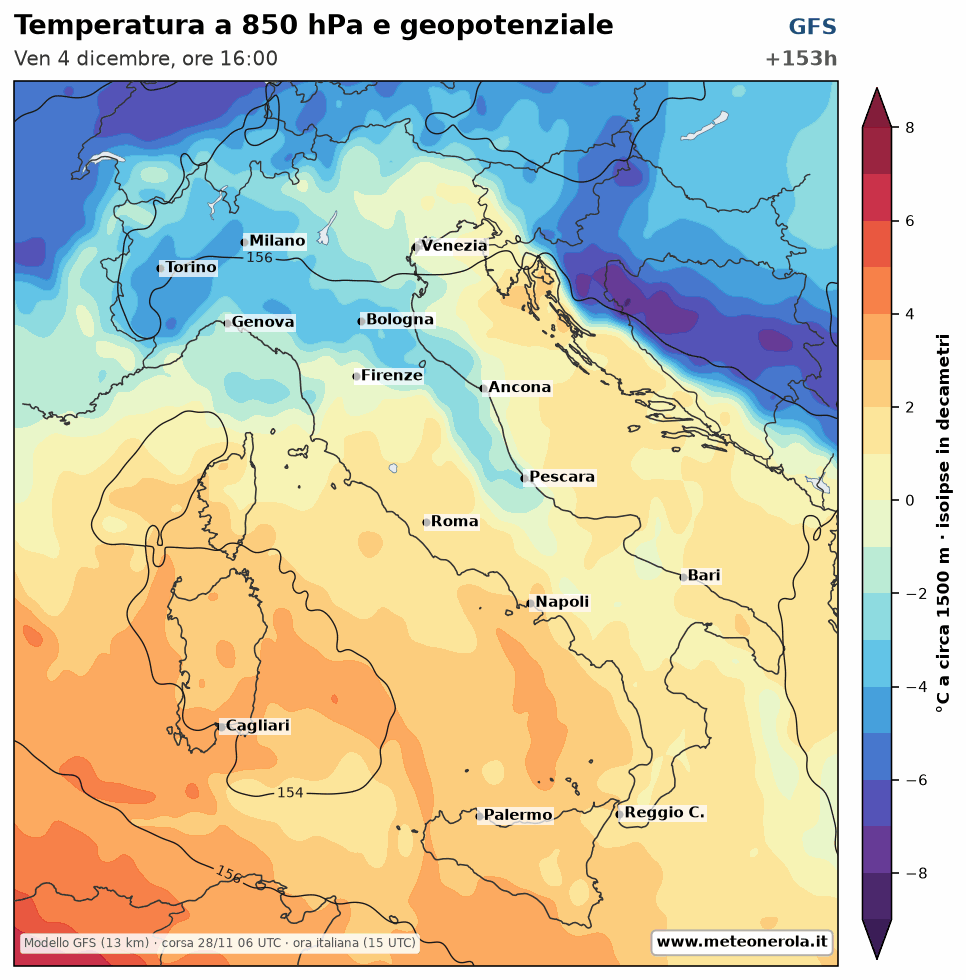 Temperatura a 850 hPa e geopotenziale
GFS
Ven 4 dicembre, ore 16:00
+153h
Milano
Venezia
156
Torino
Genova
Bologna
Firenze
Ancona
Pescara
Roma
Bari
Napoli
Cagliari
154
Palermo
Reggio C.
156
Modello GFS (13 km) · corsa 28/11 06 UTC · ora italiana (15 UTC)
www.meteonerola.it
8
6
4
2
0
−2
−4
−6
−8
°C a circa 1500 m · isoipse in decametri